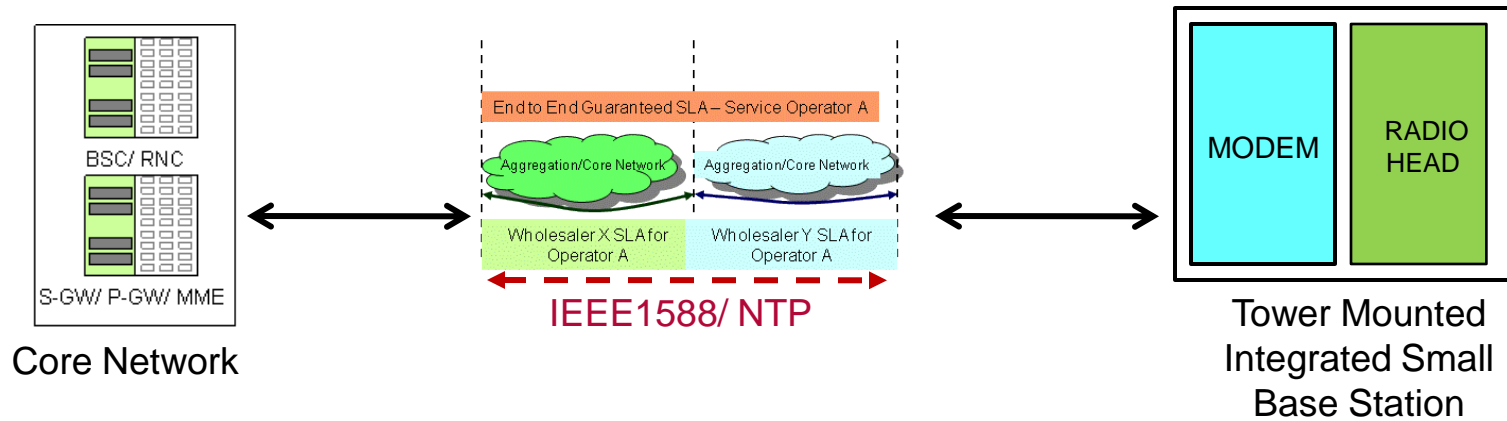 BSC/ RNC
S-GW/ P-GW/ MME
Core Network
End to End Guaranteed SLA – Service Operator A
Aggregation/Core Network
Aggregation/Core Network
Wholesaler X SLA for
Operator A
Wholesaler Y SLA for
Operator A
IEEE1588/ NTP
MODEM
RADIO
HEAD
Tower Mounted
Integrated Small
Base Station